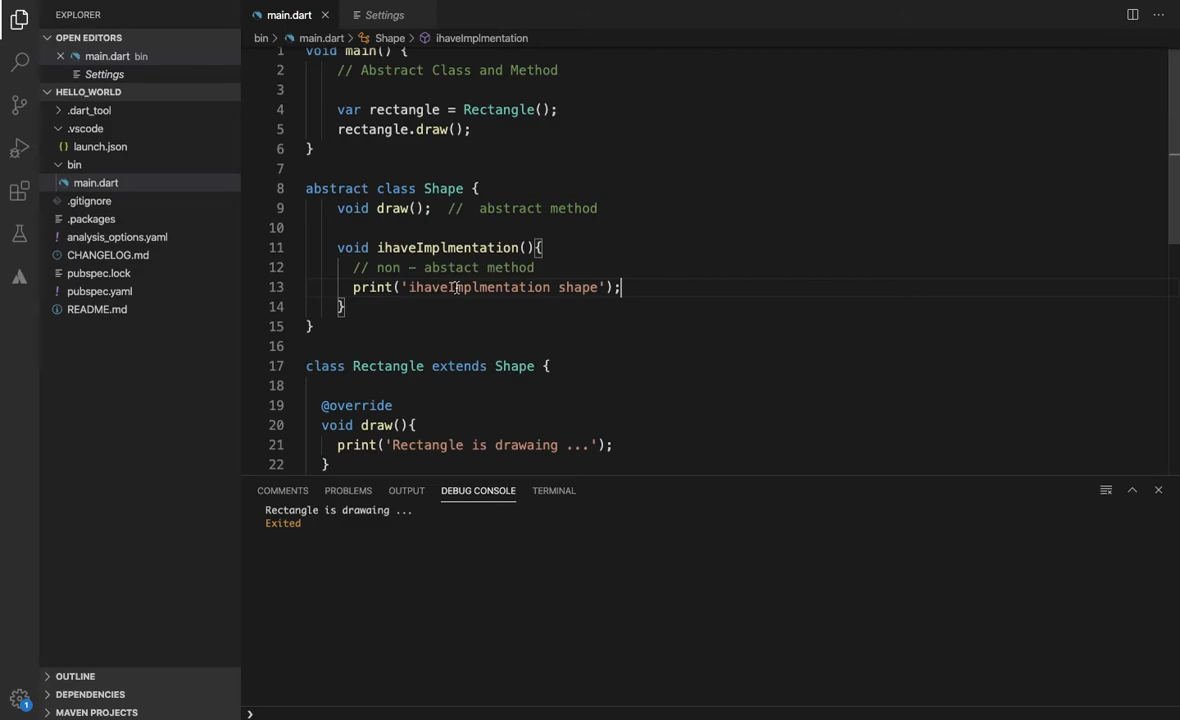 EXPLORER
OPEN EDITORS
main.dart bin
Settings
HELLO_WORLD
.dart_tool
.vscode
launch.json
bin
main.dart
.gitignore
.packages
analysis_options.yaml
CHANGELOG.md
pubspec.lock
pubspec.yaml
README.md
OUTLINE
DEPENDENCIES
MAVEN PROJECTS
1
main.dart
Settings
bin > main.dart > Shape > ihaveImplmentation
1 void main() {
2 // Abstract Class and Method
3
4 var rectangle = Rectangle();
5 rectangle.draw();
6 }
7
8 abstract class Shape {
9 void draw(); // abstract method
10
11 void ihaveImplmentation(){
12 // non - abstact method
13 print('ihaveImplmentation shape');
14 }
15 }
16
17 class Rectangle extends Shape {
18
19 @override
20 void draw(){
21 print('Rectangle is drawaing ...');
22 }
COMMENTS PROBLEMS OUTPUT DEBUG CONSOLE TERMINAL
Rectangle is drawaing ...
Exited